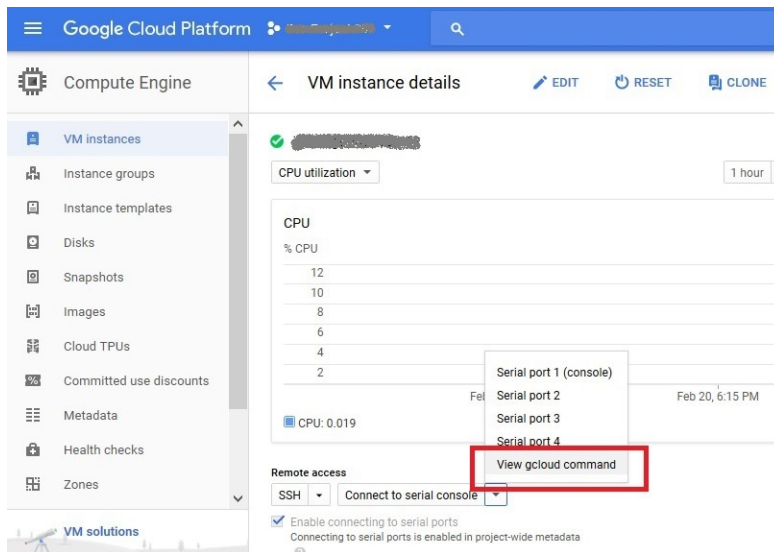 Google Cloud Platform
Compute Engine
VM instance details
EDIT
RESET
CLONE
VM instances
Instance groups
Instance templates
Disks
Snapshots
Images
Cloud TPUs
Committed use discounts
Metadata
Health checks
Zones
VM solutions
CPU utilization
1 hour
CPU
% CPU
12
10
8
6
4
2
Feb 20, 6:15 PM
CPU: 0.019
Serial port 1 (console)
Serial port 2
Serial port 3
Serial port 4
View gcloud command
Remote access
SSH
Connect to serial console
Enable connecting to serial ports
Connecting to serial ports is enabled in project-wide metadata